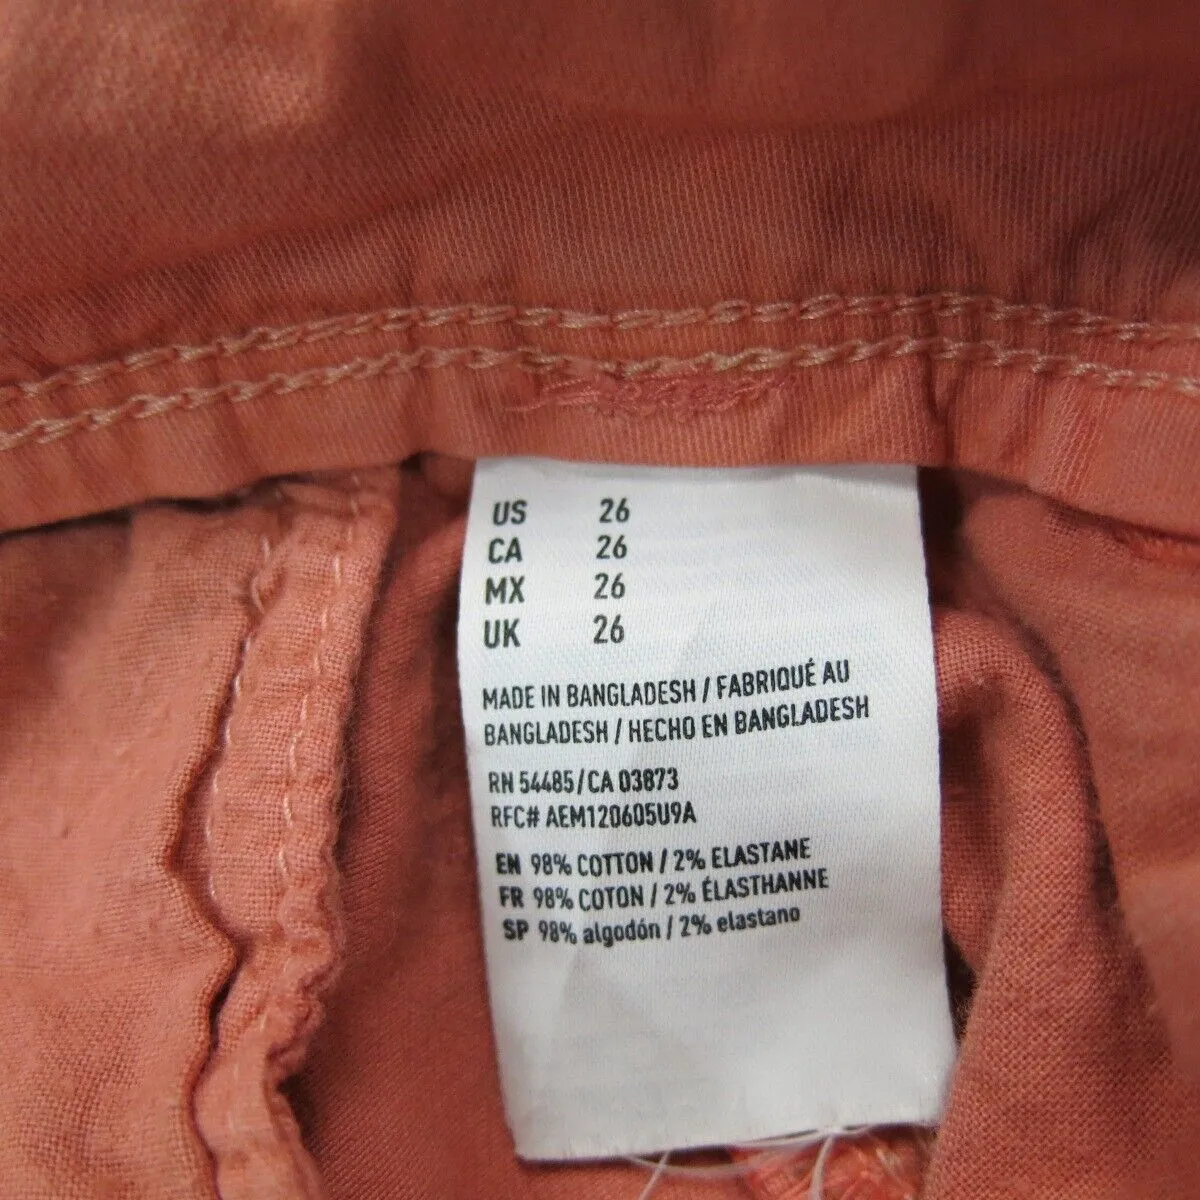 US 26
CA 26
MX 26
UK 26
MADE IN BANGLADESH / FABRIQUÉ AU
BANGLADESH / HECHO EN BANGLADESH
RN 54485/CA 03873
RFC# AEM120605U9A
EN 98% COTTON / 2% ELASTANE
FR 98% COTON / 2% ÉLASTHANNE
SP 98% algodón / 2% elastano